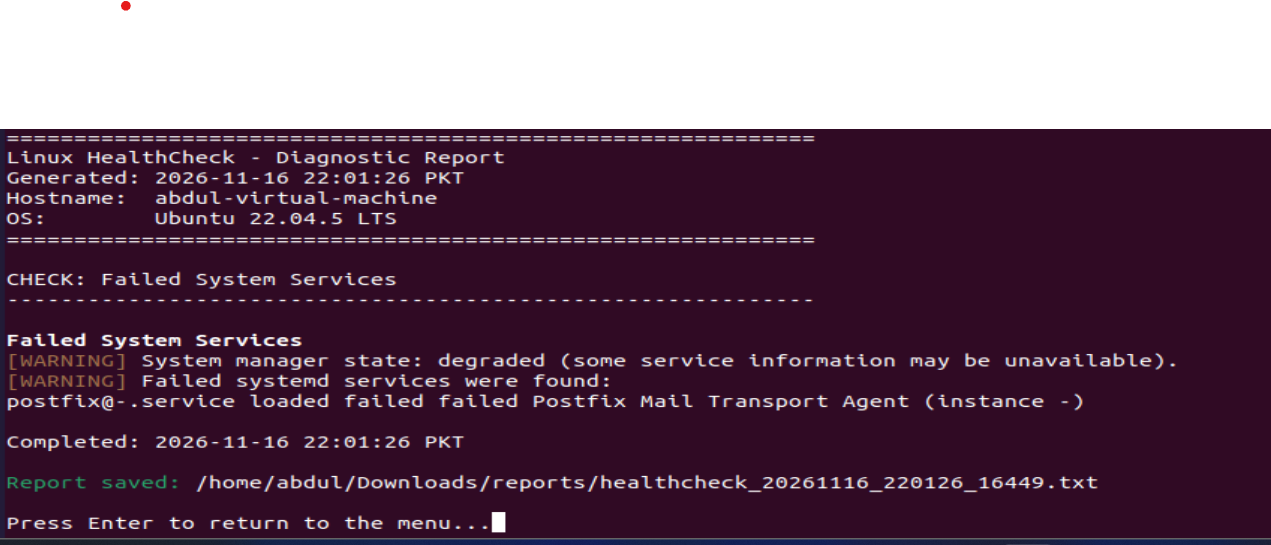 ============================================================
Linux HealthCheck - Diagnostic Report
Generated: 2026-11-16 22:01:26 PKT
Hostname:  abdul-virtual-machine
OS:        Ubuntu 22.04.5 LTS
============================================================
CHECK: Failed System Services
------------------------------------------------------------
Failed System Services
[WARNING] System manager state: degraded (some service information may be unavailable).
[WARNING] Failed systemd services were found:
postfix@-.service loaded failed failed Postfix Mail Transport Agent (instance -)
Completed: 2026-11-16 22:01:26 PKT
Report saved: /home/abdul/Downloads/reports/healthcheck_20261116_220126_16449.txt
Press Enter to return to the menu...